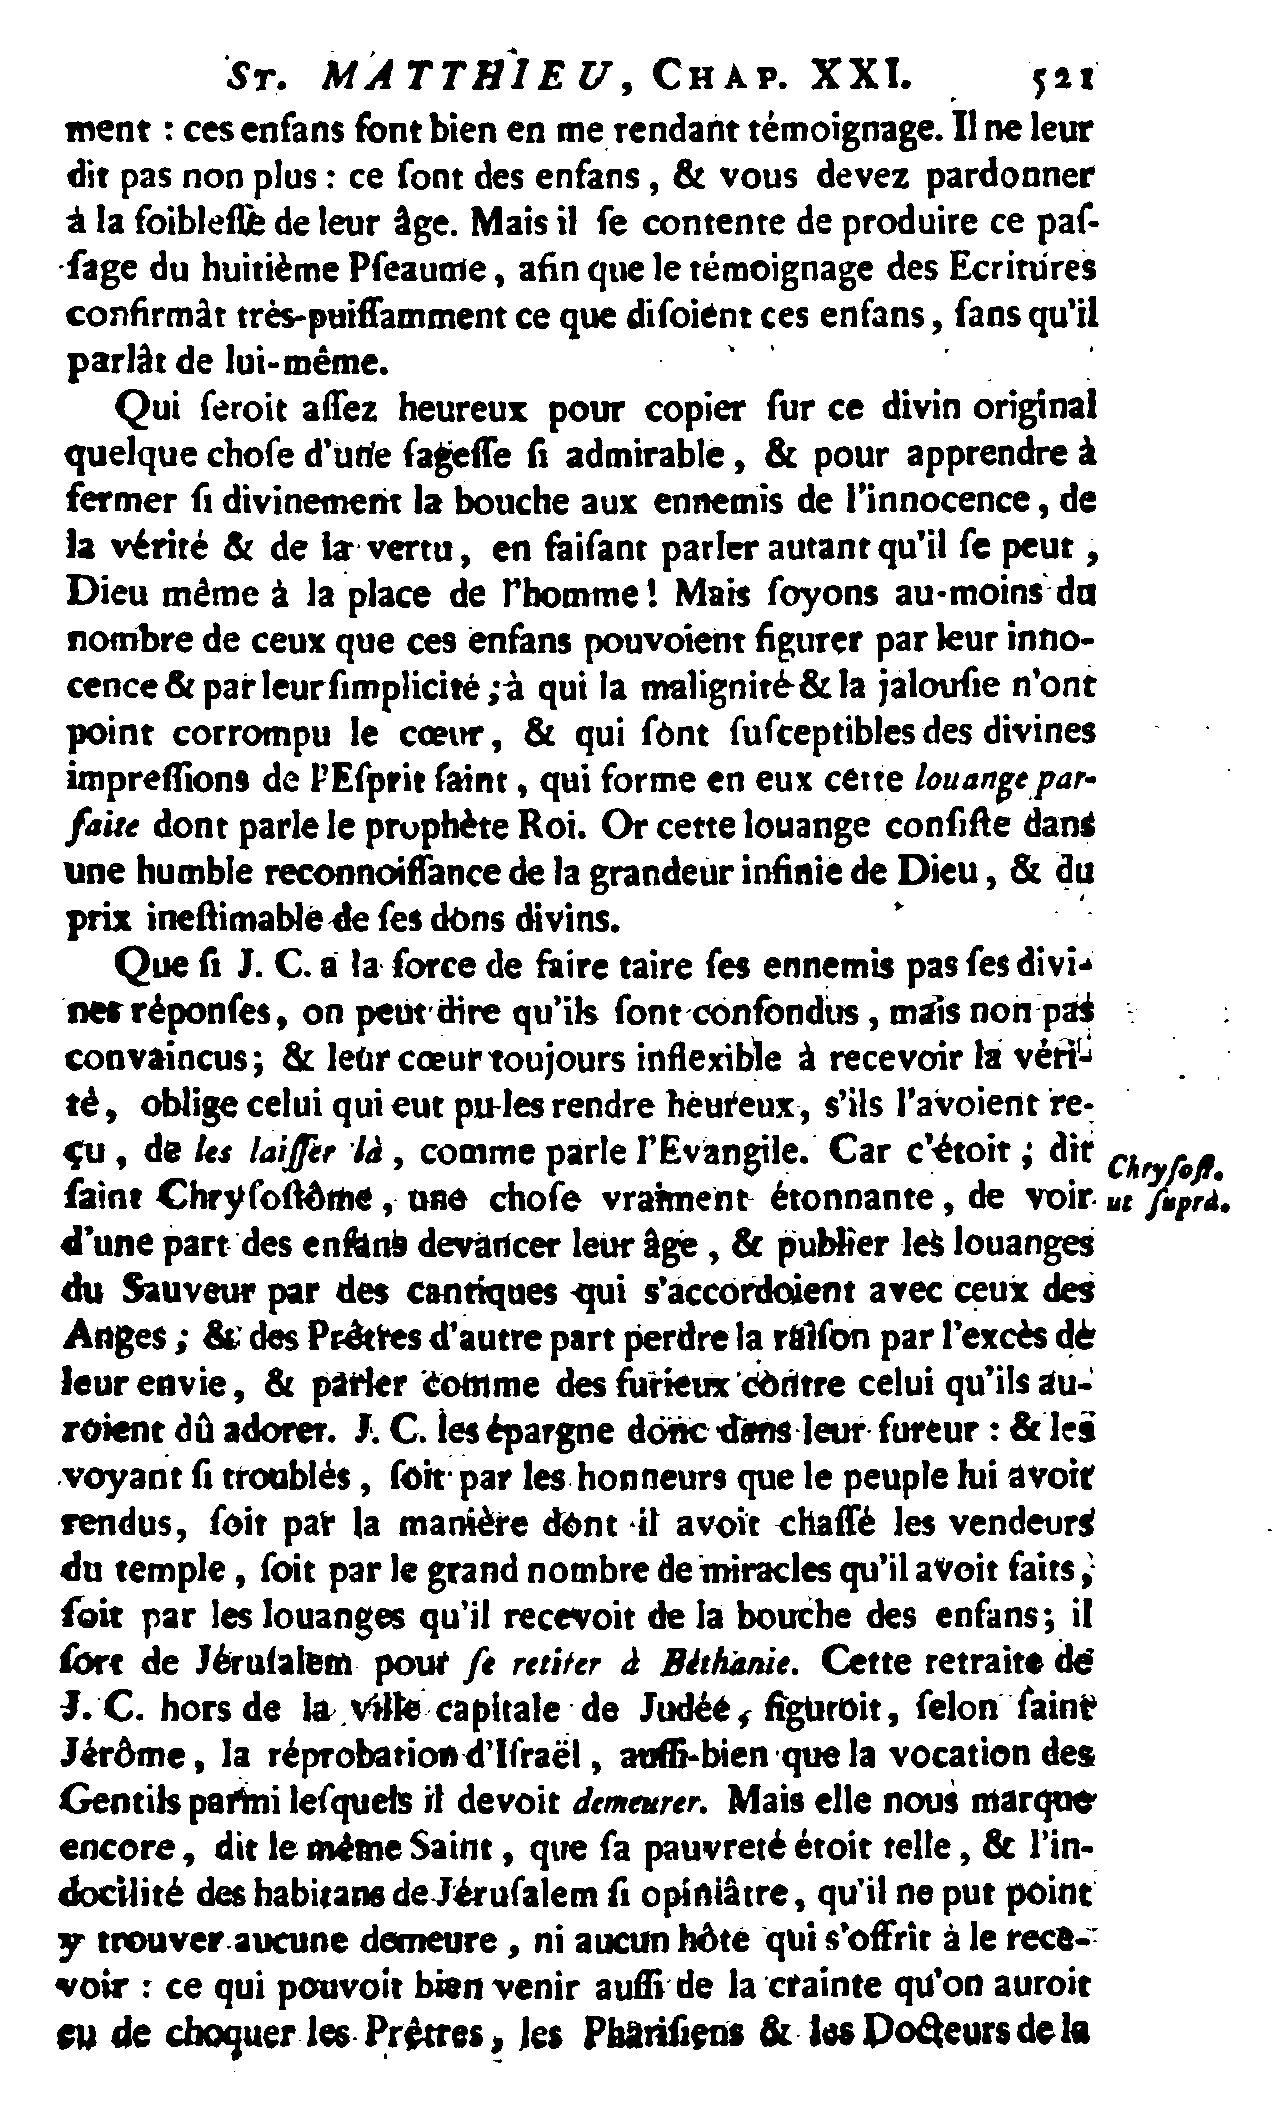 ST. MATTHIEU, CHAP. XXI. 521
ment : ces enfans font bien en me rendant témoignage. Il ne leur
dit pas non plus : ce ſont des enfans, & vous devez pardonner
à la foibleſſe de leur âge. Mais il ſe contente de produire ce paſ-
ſage du huitième Pſeaume, afin que le témoignage des Ecritures
confirmât très-puiſſamment ce que diſoient ces enfans, ſans qu'il
parlât de lui-même.
Qui ſeroit aſſez heureux pour copier ſur ce divin original
quelque choſe d'une ſageſſe ſi admirable, & pour apprendre à
fermer ſi divinement la bouche aux ennemis de l'innocence, de
la vérité & de la vertu, en faiſant parler autant qu'il ſe peut,
Dieu même à la place de l'homme! Mais ſoyons au-moins du
nombre de ceux que ces enfans pouvoient figurer par leur inno-
cence & par leur ſimplicité ; à qui la malignité & la jalouſie n'ont
point corrompu le cœur, & qui ſont ſuſceptibles des divines
impreſſions de l'Eſprit ſaint, qui forme en eux cette louange par-
faite dont parle le prophète Roi. Or cette louange conſiſte dans
une humble reconnoiſſance de la grandeur infinie de Dieu, & du
prix ineſtimable de ſes dons divins.
Que ſi J. C. a la force de faire taire ſes ennemis pas ſes divi-
nes réponſes, on peut dire qu'ils ſont confondus, mais non pas
convaincus; & leur cœur toujours inflexible à recevoir la véri-
té, oblige celui qui eut pu les rendre heureux, s'ils l'avoient re-
çu, de les laiſſer là, comme parle l'Evangile. Car c'étoit ; dit
ſaint Chryſoſtôme, une choſe vraiment étonnante, de voir
Chryſoſt.
ut ſuprà.
d'une part des enfans devancer leur âge, & publier les louanges
du Sauveur par des cantiques qui s'accordoient avec ceux des
Anges ; & des Prêtres d'autre part perdre la raiſon par l'excès de
leur envie, & parler comme des furieux contre celui qu'ils au-
roient dû adorer. J. C. les épargne donc dans leur fureur : & les
voyant ſi troublés, ſoit par les honneurs que le peuple lui avoit
rendus, ſoit par la manière dont il avoit chaſſé les vendeurs
du temple, ſoit par le grand nombre de miracles qu'il avoit faits,
ſoit par les louanges qu'il recevoit de la bouche des enfans; il
ſort de Jéruſalem pour ſe retirer à Béthanie. Cette retraite de
J. C. hors de la ville capitale de Judée, figuroit, ſelon ſaint
Jérôme, la réprobation d'Iſraël, auſſi-bien que la vocation des
Gentils parmi leſquels il devoit demeurer. Mais elle nous marque
encore, dit le même Saint, que ſa pauvreté étoit telle, & l'in-
docilité des habitans de Jéruſalem ſi opiniâtre, qu'il ne put point
y trouver aucune demeure, ni aucun hôte qui s'offrît à le rece-
voir : ce qui pouvoit bien venir auſſi de la crainte qu'on auroit
eu de choquer les Prêtres, les Phariſiens & les Docteurs de la